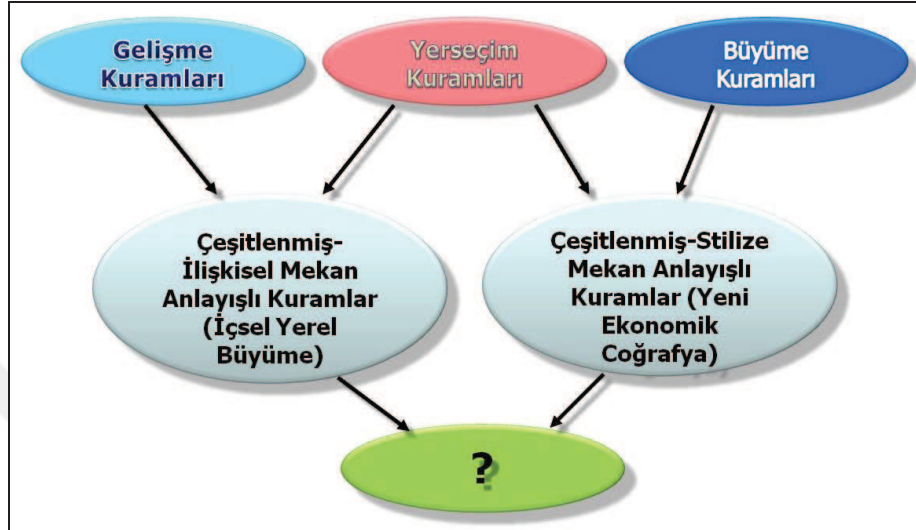 Gelişme
Kuramları
Yerseçim
Kuramları
Büyüme
Kuramları
Çeşitlenmiş-
İlişkisel Mekan
Anlayışlı Kuramlar
(İçsel Yerel
Büyüme)
Çeşitlenmiş-Stilize
Mekan Anlayışlı
Kuramlar (Yeni
Ekonomik
Coğrafya)
?